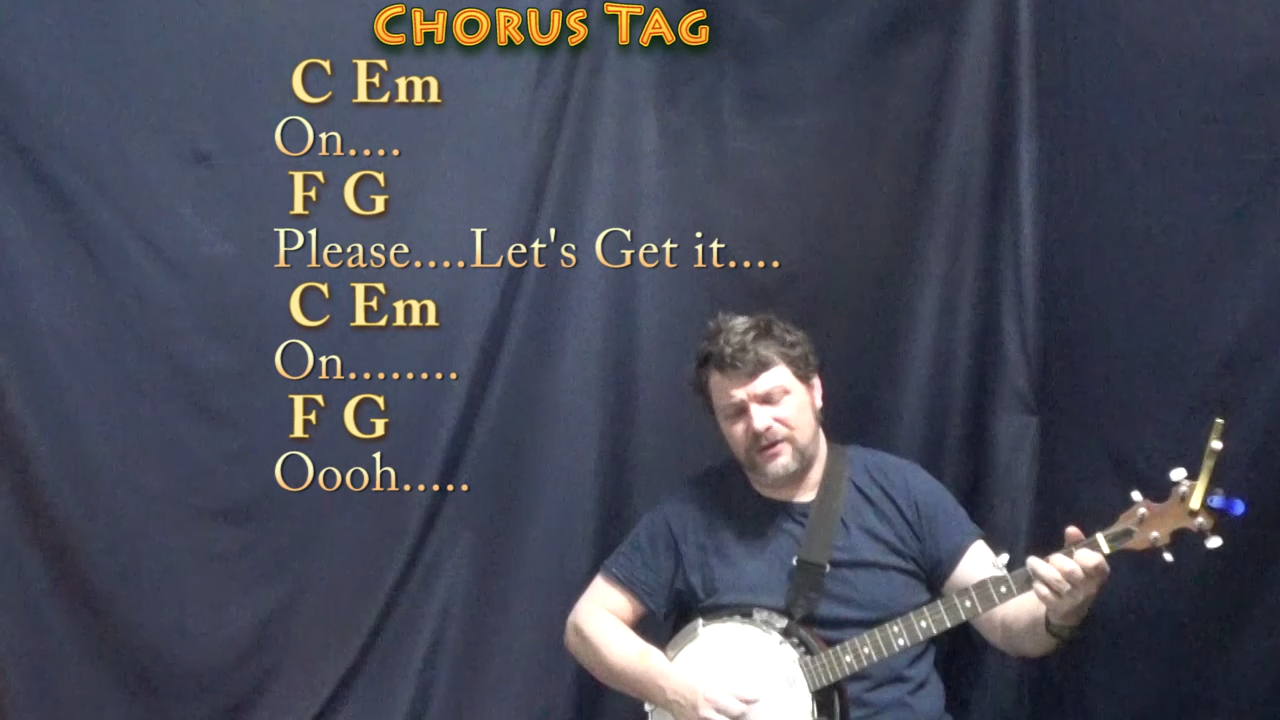 Chorus Tag
C Em
On....
F G
Please....Let's Get it....
C Em
On........
F G
Oooh.....